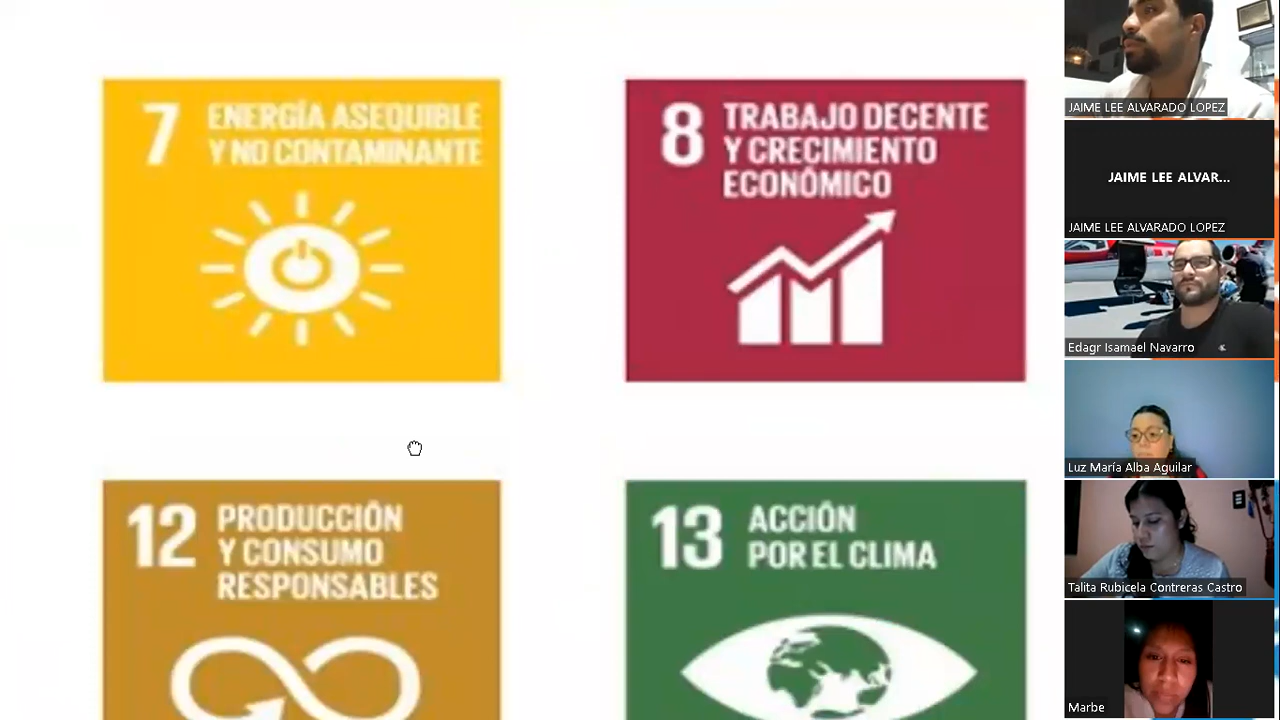 7
ENERGÍA ASEQUIBLE
Y NO CONTAMINANTE
8
TRABAJO DECENTE
Y CRECIMIENTO
ECONÓMICO
12
PRODUCCIÓN
Y CONSUMO
RESPONSABLES
13
ACCIÓN
POR EL CLIMA
JAIME LEE ALVARADO LOPEZ
JAIME LEE ALVAR...
JAIME LEE ALVARADO LOPEZ
Edagr Isamael Navarro
Luz María Alba Aguilar
Talita Rubicela Contreras Castro
Marbe